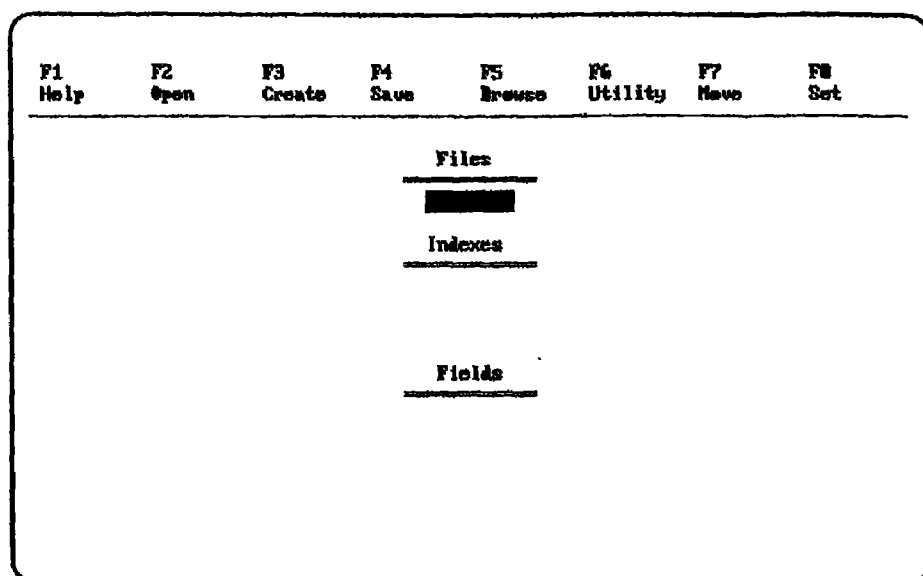 F1 F2 F3 F4 F5 F6 F7 F8
Help Open Create Save Browse Utility Move Set
Files
Indexes
Fields